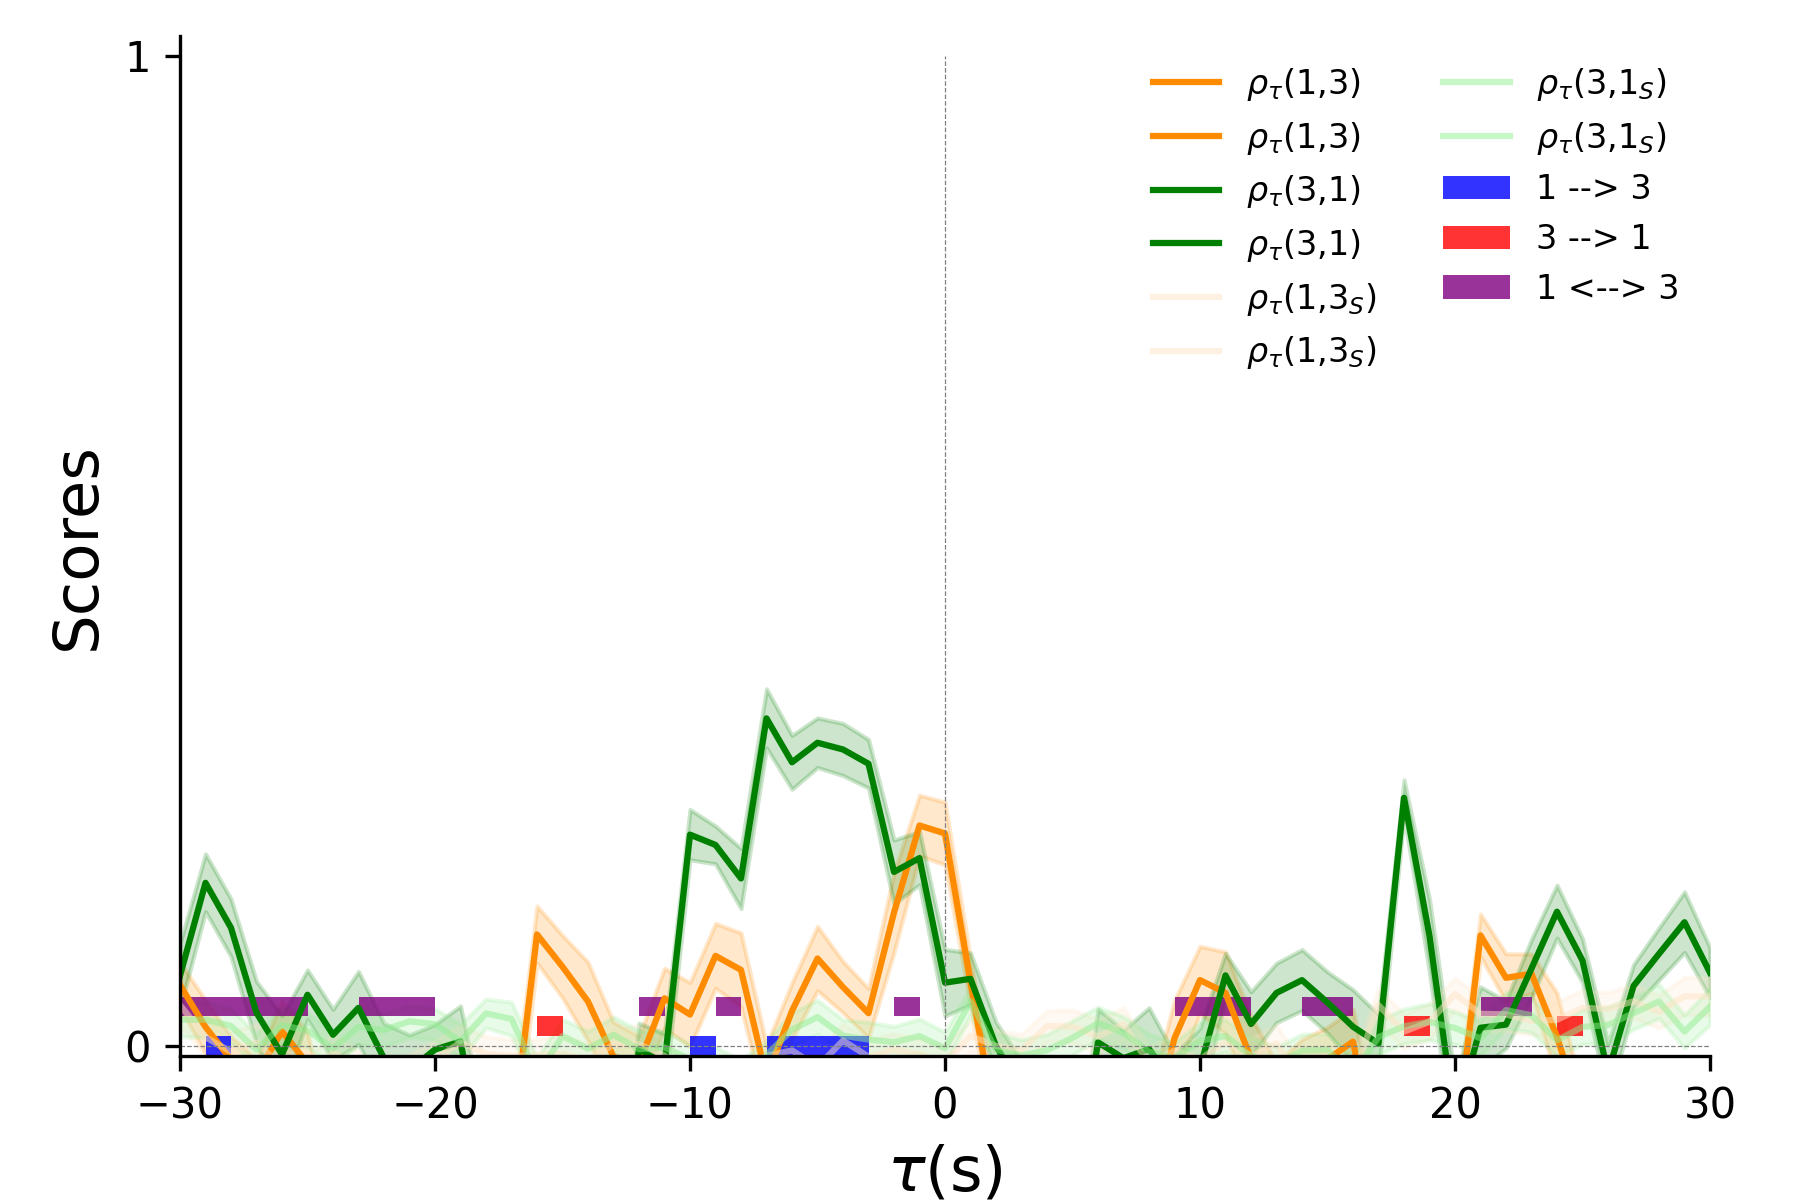 1
ρτ(1,3)
ρτ(1,3)
ρτ(3,1)
ρτ(3,1)
ρτ(1,3S)
ρτ(1,3S)
ρτ(3,1S)
ρτ(3,1S)
1 --> 3
3 --> 1
1 <--> 3
Scores
0
−30 −20 −10 0 10 20 30
τ(s)